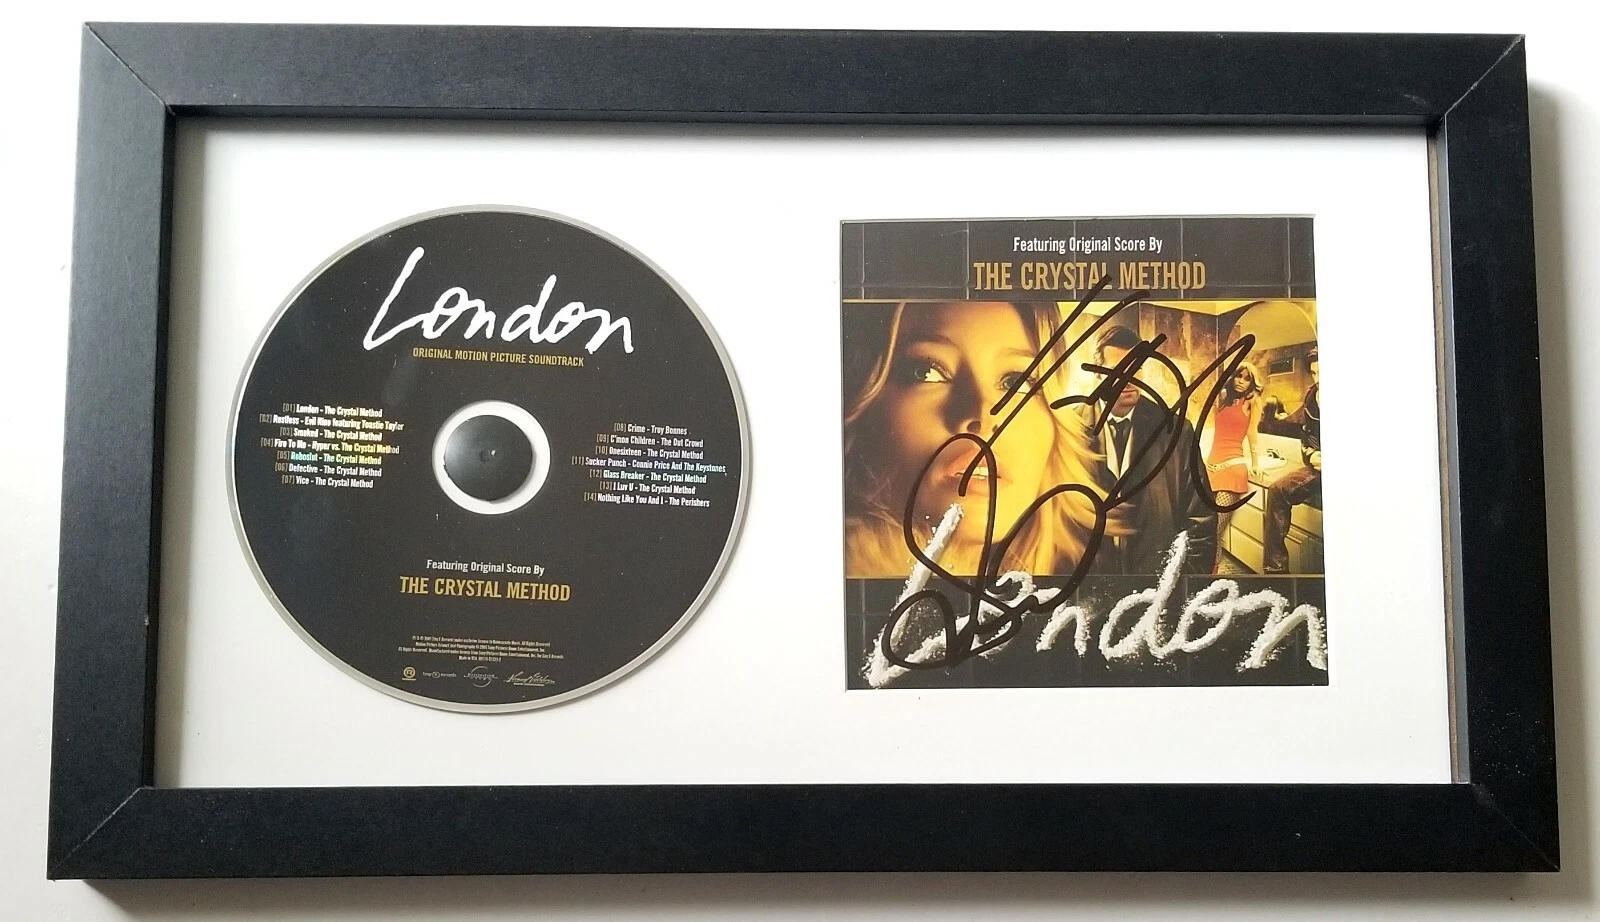 London
ORIGINAL MOTION PICTURE SOUNDTRACK
[01] London - The Crystal Method
[02] Restless - Evil Nine featuring Toastie Taylor
[03] Smoked - The Crystal Method
[04] Fire To Me - Hyper vs. The Crystal Method
[05] Roboslut - The Crystal Method
[06] Defective - The Crystal Method
[07] Vice - The Crystal Method
[08] Crime - Troy Bonnes
[09] C'mon Children - The Out Crowd
[10] Onesixteen - The Crystal Method
[11] Sucker Punch - Connie Price And The Keystones
[12] Glass Breaker - The Crystal Method
[13] I Luv U - The Crystal Method
[14] Nothing Like You And I - The Perishers
Featuring Original Score By
THE CRYSTAL METHOD
Featuring Original Score By
THE CRYSTAL METHOD
London